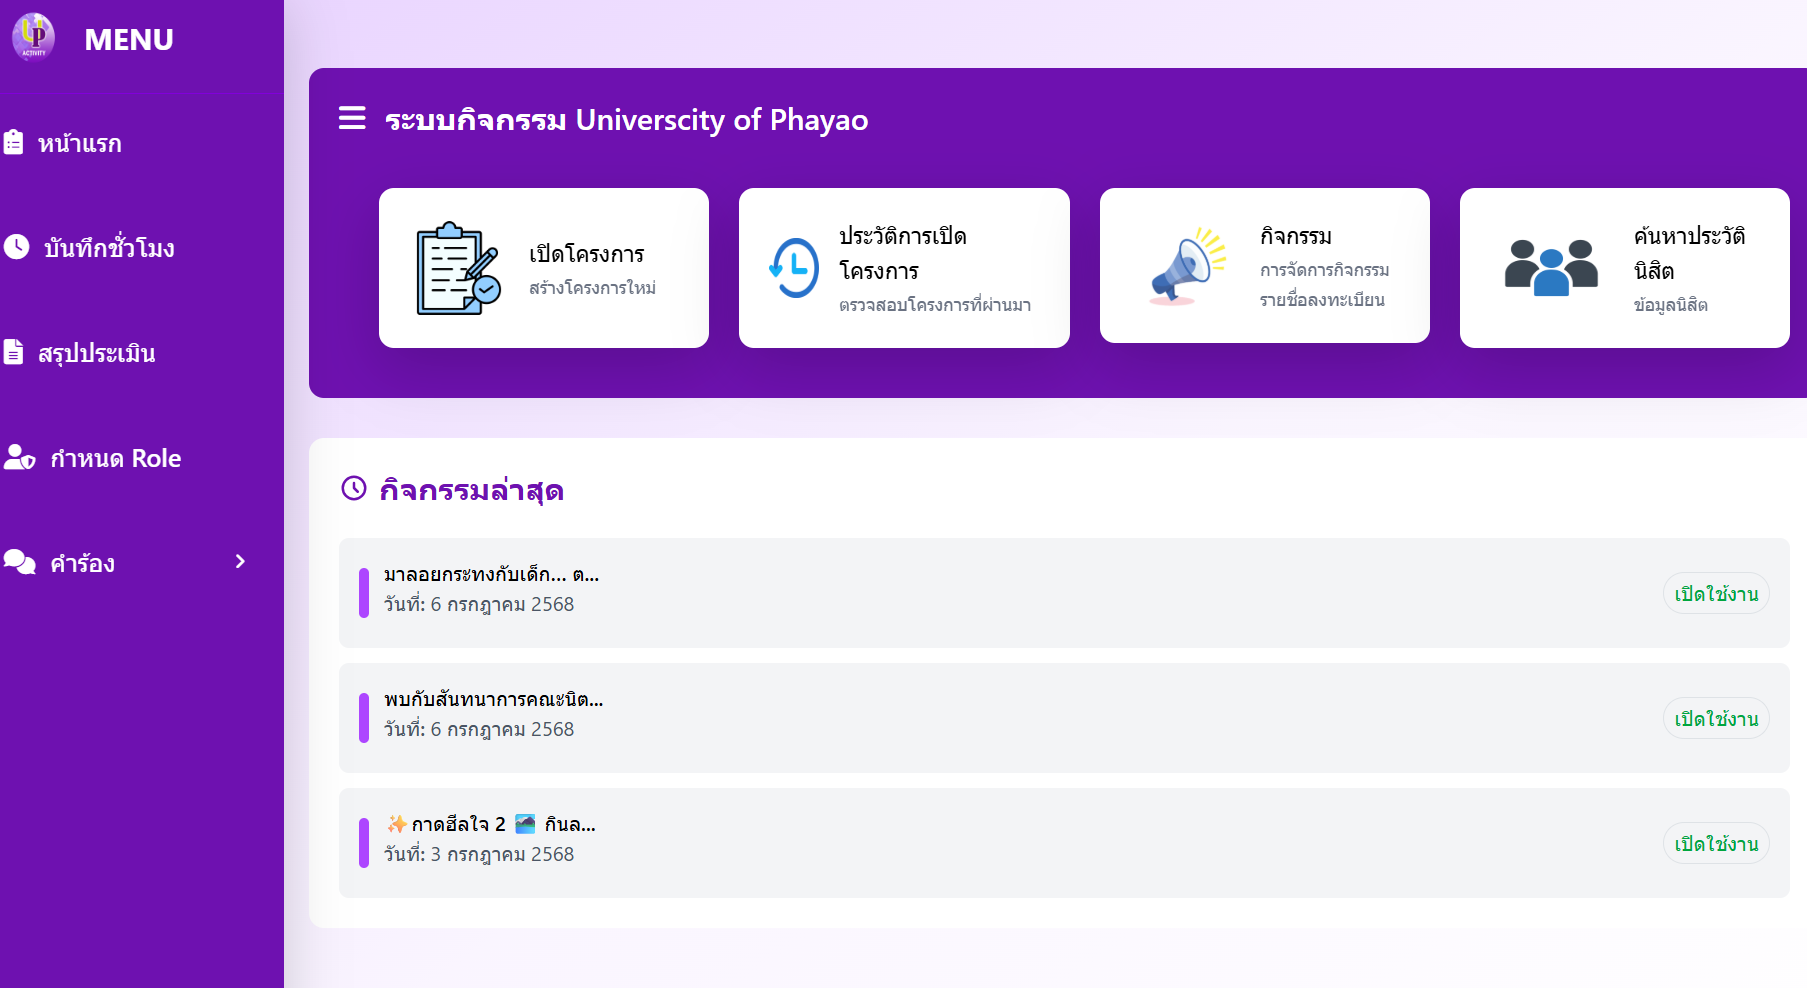 UP
ACTIVITY
MENU
หน้าแรก
บันทึกชั่วโมง
สรุปประเมิน
กำหนด Role
คำร้อง
ระบบกิจกรรม Universcity of Phayao
เปิดโครงการ
สร้างโครงการใหม่
ประวัติการเปิด
โครงการ
ตรวจสอบโครงการที่ผ่านมา
กิจกรรม
การจัดการกิจกรรม
รายชื่อลงทะเบียน
ค้นหาประวัติ
นิสิต
ข้อมูลนิสิต
กิจกรรมล่าสุด
มาลอยกระทงกับเด็ก... ต...
วันที่: 6 กรกฎาคม 2568
เปิดใช้งาน
พบกับสันทนาการคณะนิต...
วันที่: 6 กรกฎาคม 2568
เปิดใช้งาน
✨กาดฮีลใจ 2 🏞️ กินล...
วันที่: 3 กรกฎาคม 2568
เปิดใช้งาน